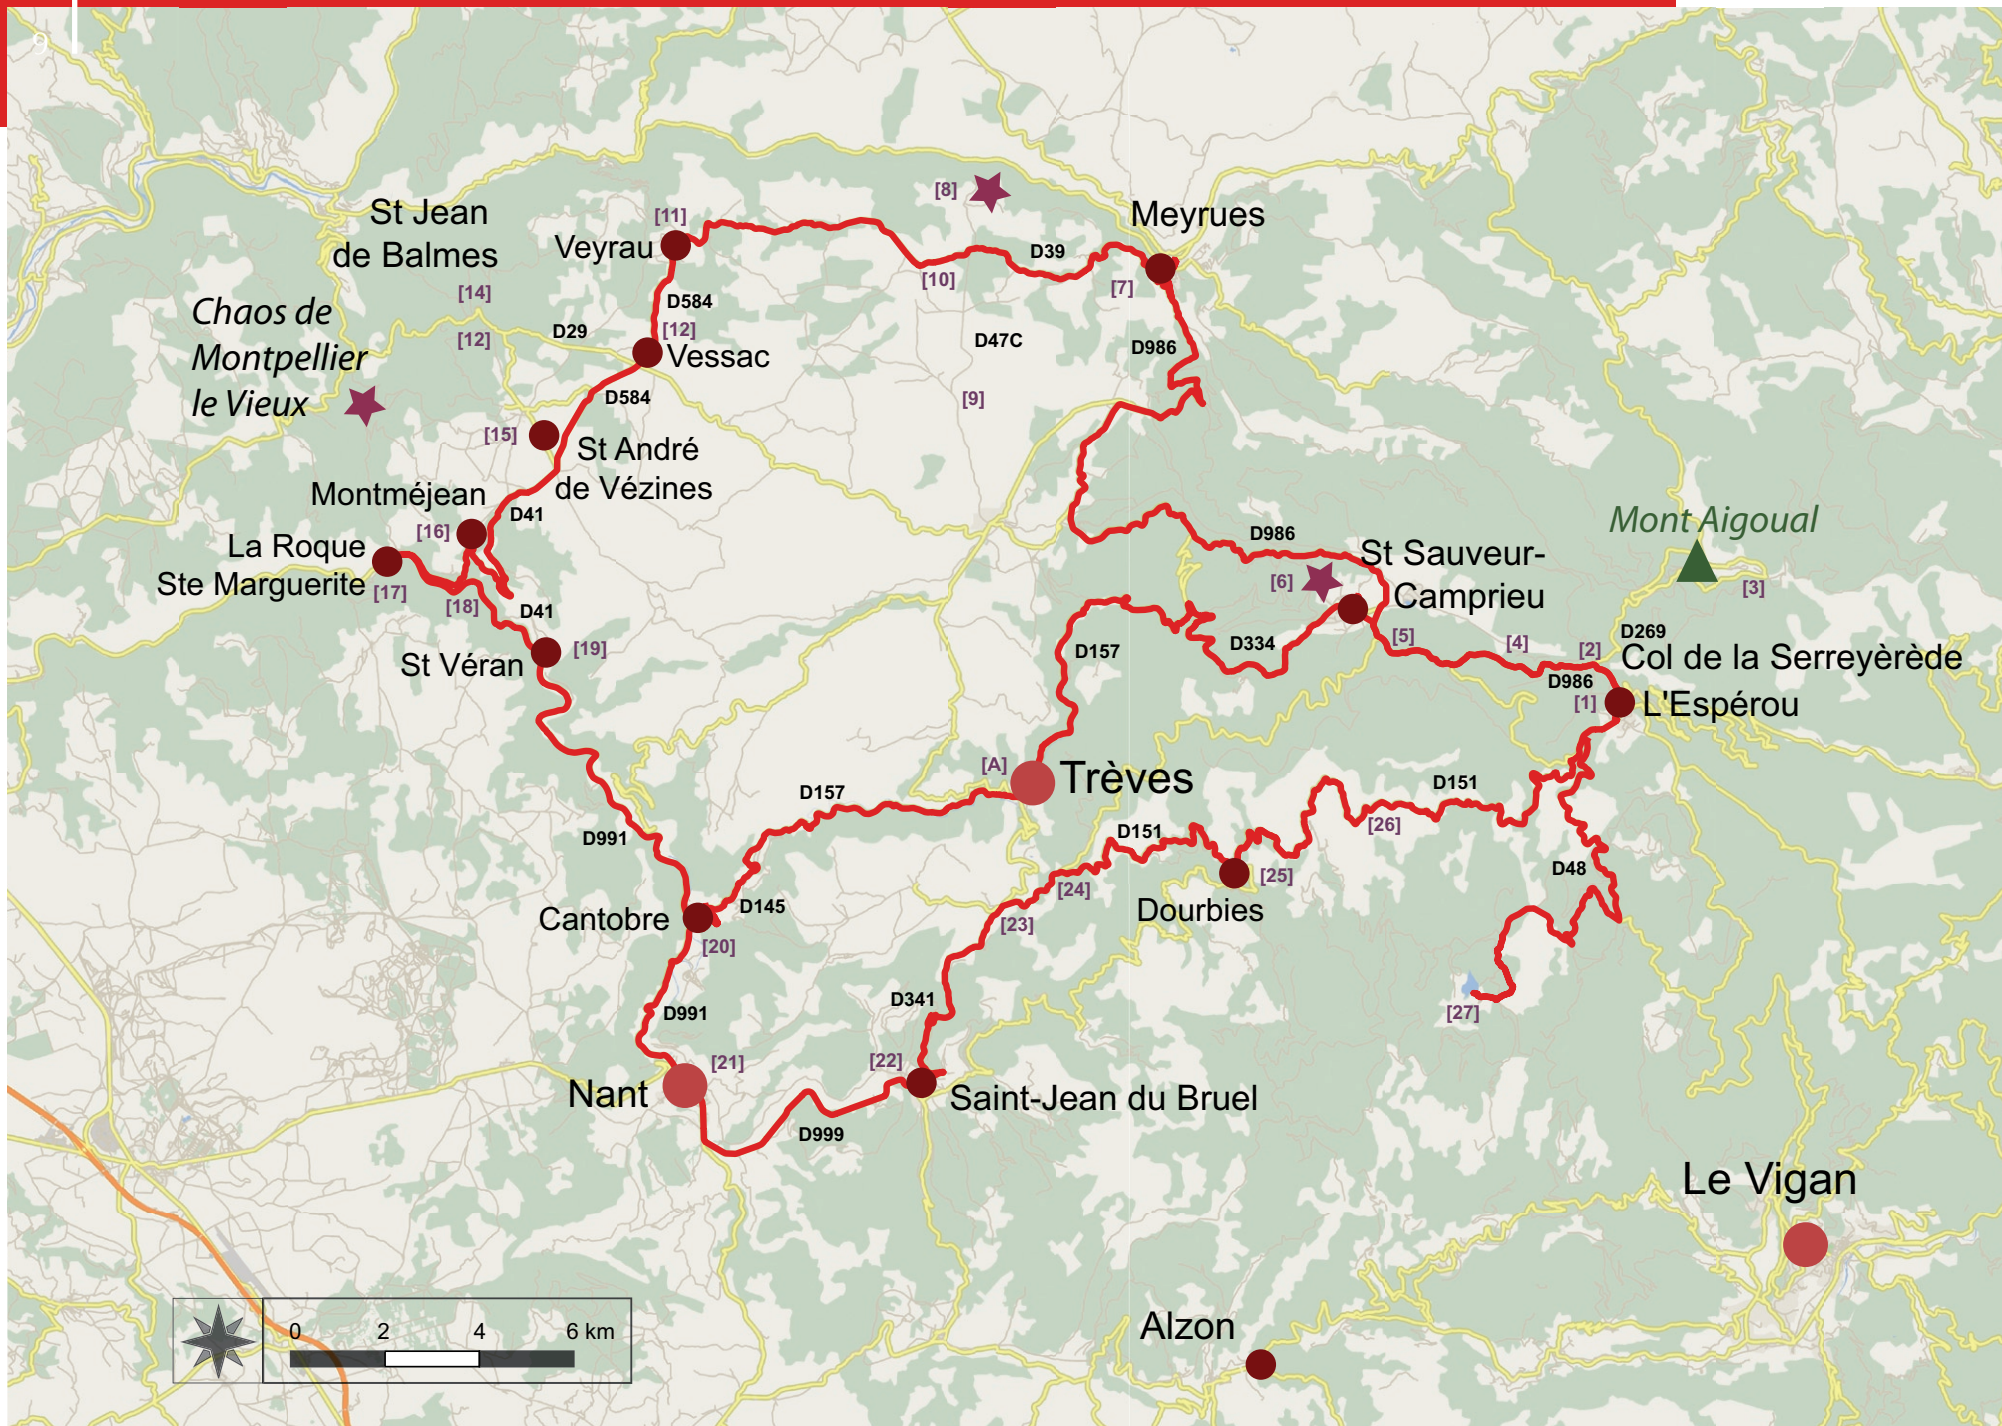 9
[8]
St Jean
de Balmes
[11]
Meyrues
Veyrau
D39
[10]
[7]
[14]
D584
Chaos de
Montpellier
le Vieux
[12]
D29
[12]
Vessac
D47C
D986
D584
[9]
[15]
St André
de Vézines
Montméjean
[16]
D41
Mont Aigoual
La Roque
Ste Marguerite
[17]
[18]
D41
D986
St Sauveur-
Camprieu
[6]
[3]
St Véran
[19]
D157
D334
[5]
[4]
[2]
D269
Col de la Serreyèrède
D986
[1]
L'Espérou
[A]
Trèves
D157
D151
D991
D151
[26]
D48
[24]
[25]
Dourbies
D145
Cantobre
[20]
[23]
D991
D341
[27]
[21]
[22]
Nant
Saint-Jean du Bruel
D999
Le Vigan
Alzon
0
2
4
6 km